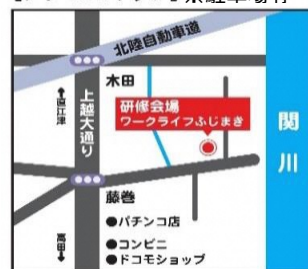 北陸自動車道
木田
↑直江津
上越大通り
研修会場
ワークライフふじまき
関川
藤巻
●パチンコ店
●コンビニ
●ドコモショップ
高田↓